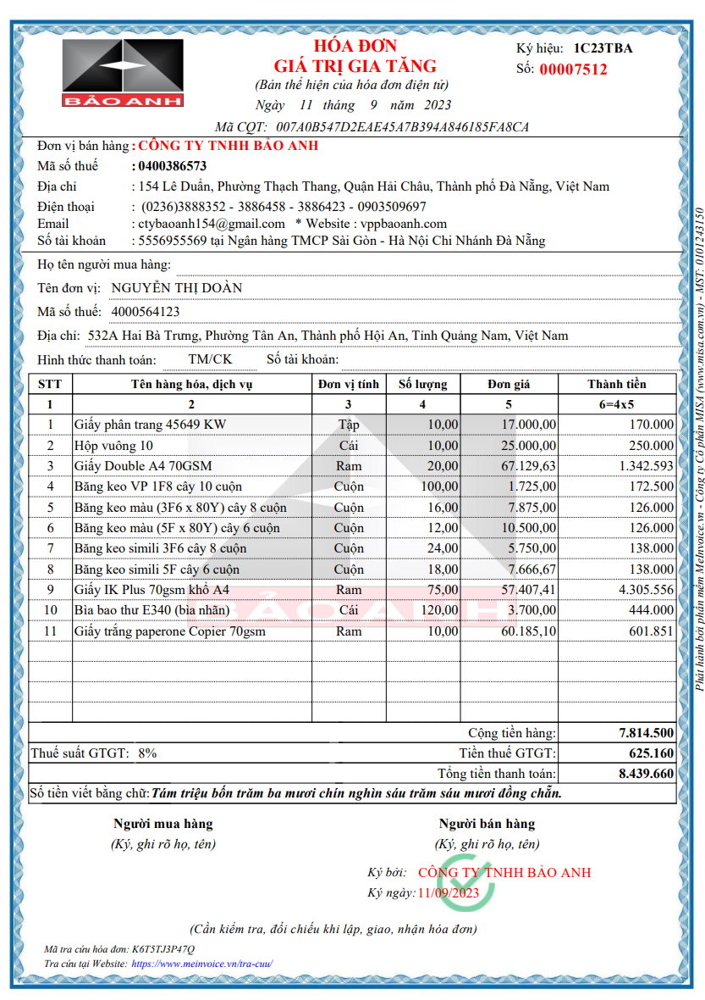 HÓA ĐƠN
GIÁ TRỊ GIA TĂNG
(Bản thể hiện của hóa đơn điện tử)
Ngày 11 tháng 9 năm 2023
Ký hiệu: 1C23TBA
Số: 00007512
BẢO ANH
Mã CQT: 007A0B547D2EAE45A7B394A846185FA8CA
Đơn vị bán hàng : CÔNG TY TNHH BẢO ANH
Mã số thuế : 0400386573
Địa chỉ : 154 Lê Duẩn, Phường Thạch Thang, Quận Hải Châu, Thành phố Đà Nẵng, Việt Nam
Điện thoại : (0236)3888352 - 3886458 - 3886423 - 0903509697
Email : ctybaoanh154@gmail.com * Website : vppbaoanh.com
Số tài khoản : 5556955569 tại Ngân hàng TMCP Sài Gòn - Hà Nội Chi Nhánh Đà Nẵng
Họ tên người mua hàng:
Tên đơn vị: NGUYỄN THỊ DOÀN
Mã số thuế: 4000564123
Địa chỉ: 532A Hai Bà Trưng, Phường Tân An, Thành phố Hội An, Tỉnh Quảng Nam, Việt Nam
Hình thức thanh toán: TM/CK Số tài khoản:
STT Tên hàng hóa, dịch vụ Đơn vị tính Số lượng Đơn giá Thành tiền
1 2 3 4 5 6=4x5
1 Giấy phân trang 45649 KW Tập 10,00 17.000,00 170.000
2 Hộp vuông 10 Cái 10,00 25.000,00 250.000
3 Giấy Double A4 70GSM Ram 20,00 67.129,63 1.342.593
4 Băng keo VP 1F8 cây 10 cuộn Cuộn 100,00 1.725,00 172.500
5 Băng keo màu (3F6 x 80Y) cây 8 cuộn Cuộn 16,00 7.875,00 126.000
6 Băng keo màu (5F x 80Y) cây 6 cuộn Cuộn 12,00 10.500,00 126.000
7 Băng keo simili 3F6 cây 8 cuộn Cuộn 24,00 5.750,00 138.000
8 Băng keo simili 5F cây 6 cuộn Cuộn 18,00 7.666,67 138.000
9 Giấy IK Plus 70gsm khổ A4 Ram 75,00 57.407,41 4.305.556
10 Bìa bao thư E340 (bìa nhãn) Cái 120,00 3.700,00 444.000
11 Giấy trắng paperone Copier 70gsm Ram 10,00 60.185,10 601.851
BẢO ANH
Cộng tiền hàng: 7.814.500
Thuế suất GTGT: 8% Tiền thuế GTGT: 625.160
Tổng tiền thanh toán: 8.439.660
Số tiền viết bằng chữ: Tám triệu bốn trăm ba mươi chín nghìn sáu trăm sáu mươi đồng chẵn.
Người mua hàng Người bán hàng
(Ký, ghi rõ họ, tên) (Ký, ghi rõ họ, tên)
Ký bởi: CÔNG TY TNHH BẢO ANH
Ký ngày: 11/09/2023
(Cần kiểm tra, đối chiếu khi lập, giao, nhận hóa đơn)
Mã tra cứu hóa đơn: K6T5TJ3P47Q
Tra cứu tại Website: https://www.meinvoice.vn/tra-cuu/
Phát hành bởi phần mềm MeInvoice.vn - Công ty Cổ phần MISA (www.misa.com.vn) - MST: 0101243150